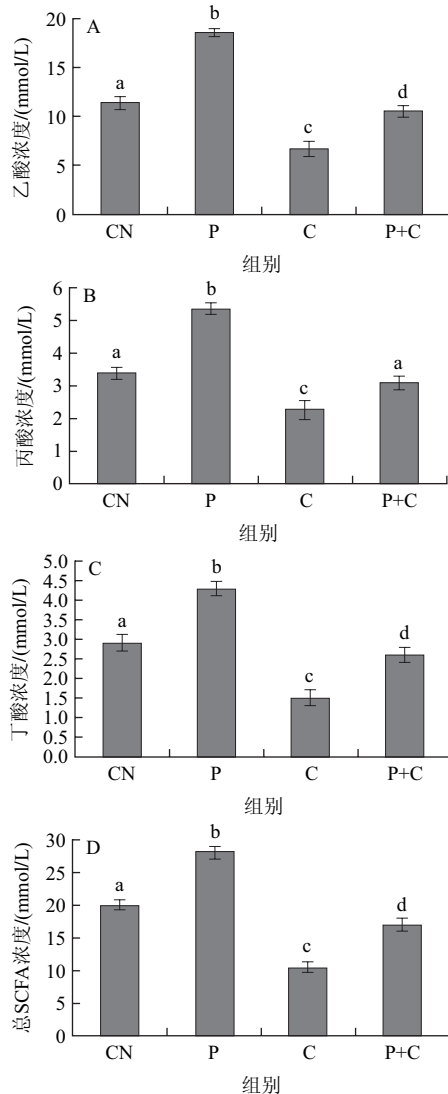 A
乙酸浓度/(mmol/L)
20
15
10
5
0
a
b
c
d
CN P C P+C
组别
B
丙酸浓度/(mmol/L)
6
5
4
3
2
1
0
a
b
c
a
CN P C P+C
组别
C
丁酸浓度/(mmol/L)
5.0
4.5
4.0
3.5
3.0
2.5
2.0
1.5
1.0
0.5
0.0
a
b
c
d
CN P C P+C
组别
D
总SCFA浓度/(mmol/L)
30
25
20
15
10
5
0
a
b
c
d
CN P C P+C
组别